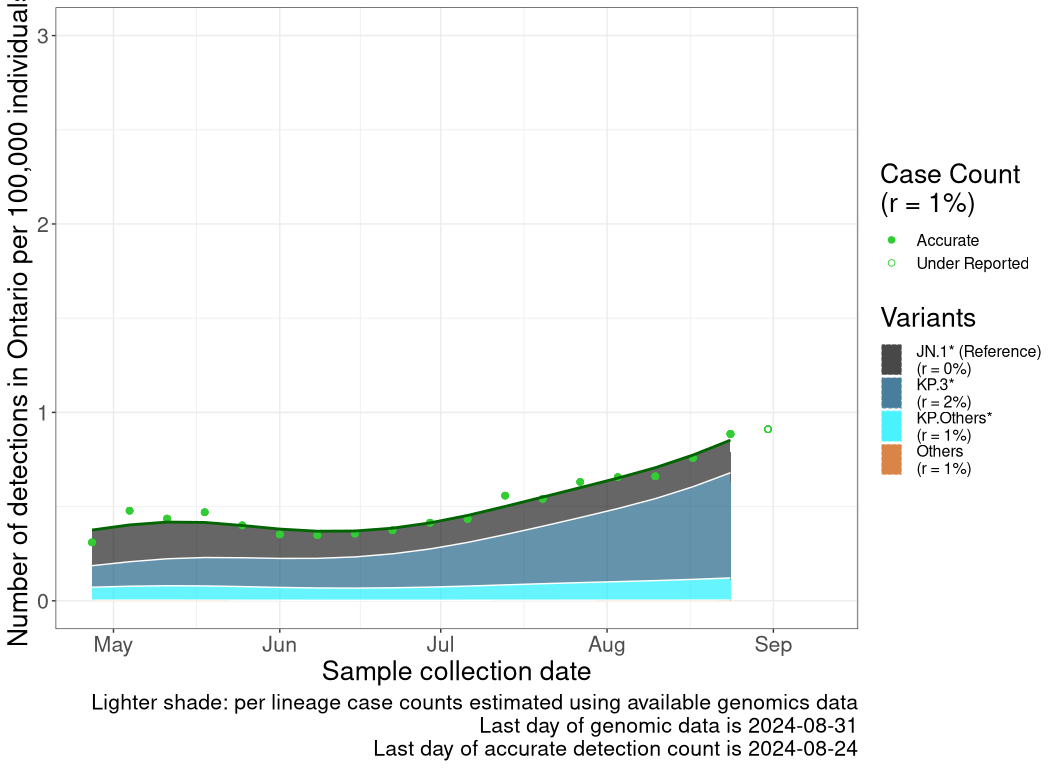 Number of detections in Ontario per 100,000 individuals
3
2
1
0
May
Jun
Jul
Aug
Sep
Sample collection date
Lighter shade: per lineage case counts estimated using available genomics data
Last day of genomic data is 2024-08-31
Last day of accurate detection count is 2024-08-24
Case Count
(r = 1%)
Accurate
Under Reported
Variants
JN.1* (Reference)
(r = 0%)
KP.3*
(r = 2%)
KP.Others*
(r = 1%)
Others
(r = 1%)